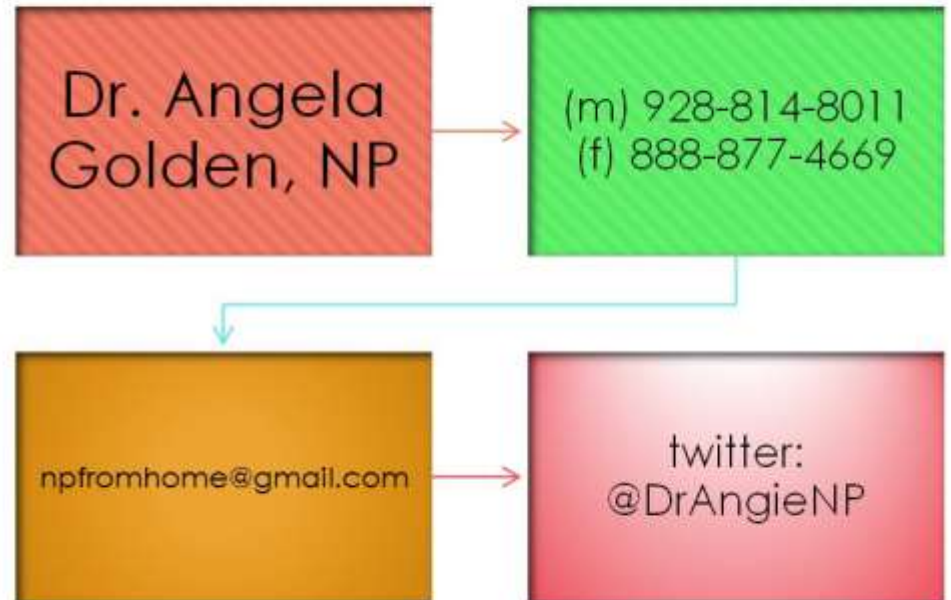 Dr. Angela
Golden, NP
(m) 928-814-8011
(f) 888-877-4669
npfromhome@gmail.com
twitter:
@DrAngieNP